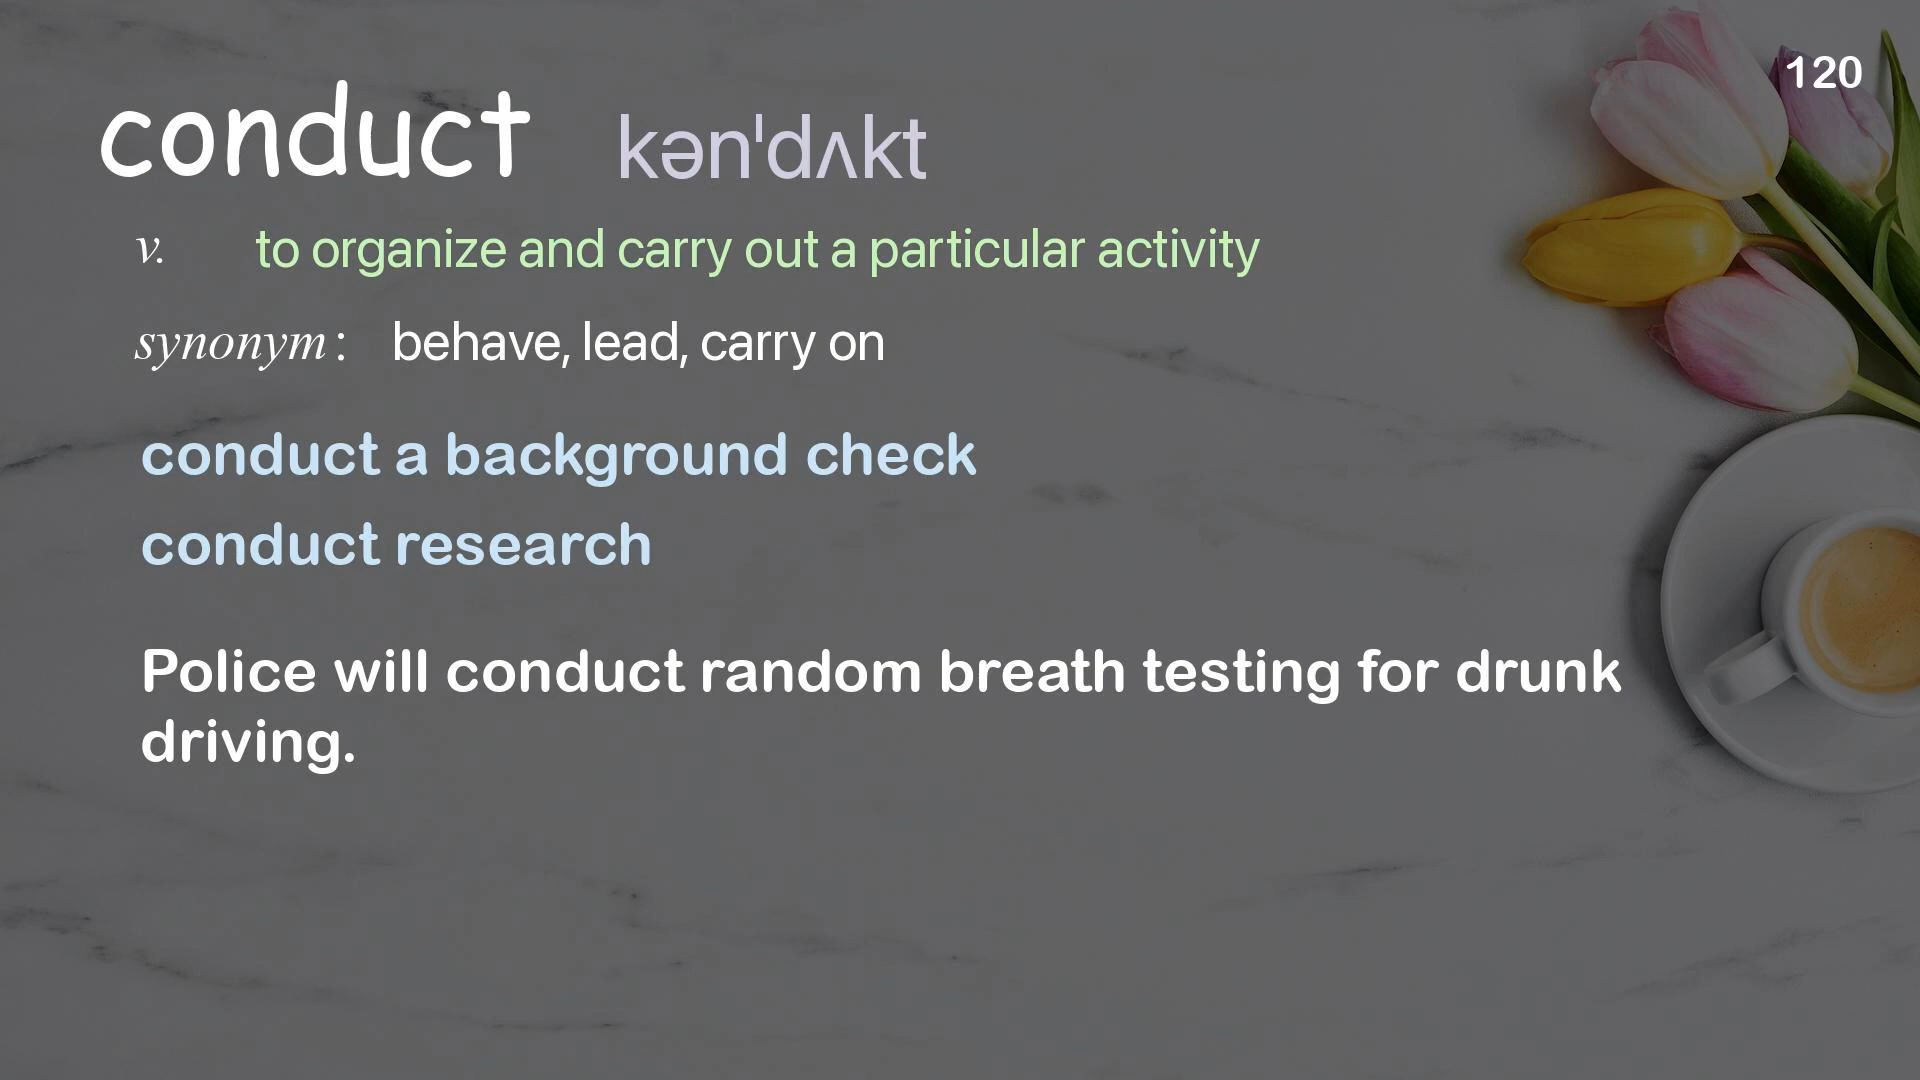 120
conduct kən'dʌkt
v. to organize and carry out a particular activity
synonym : behave, lead, carry on
conduct a background check
conduct research
Police will conduct random breath testing for drunk
driving.